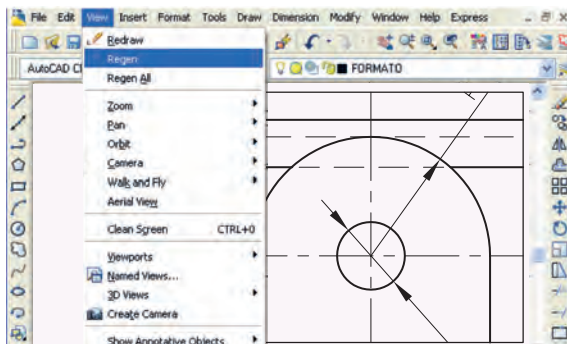 File Edit View Insert Format Tools Draw Dimension Modify Window Help Express
AutoCAD Cl
FORMATO
Redraw
Regen
Regen All
Zoom
Pan
Orbit
Camera
Walk and Fly
Aerial View
Clean Screen CTRL+0
Viewports
Named Views...
3D Views
Create Camera
Show Annotative Objects